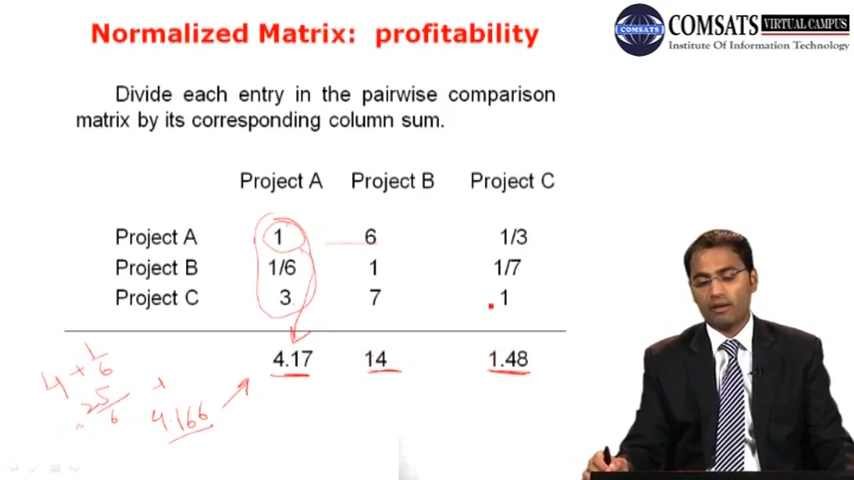 Normalized Matrix: profitability
COMSATS VIRTUAL CAMPUS
Institute Of Information Technology
COMSATS
Divide each entry in the pairwise comparison
matrix by its corresponding column sum.
Project A Project B Project C
Project A 1 6 1/3
Project B 1/6 1 1/7
Project C 3 7 1
4.17 14 1.48
4 + 1/6
= 25/6
4.166